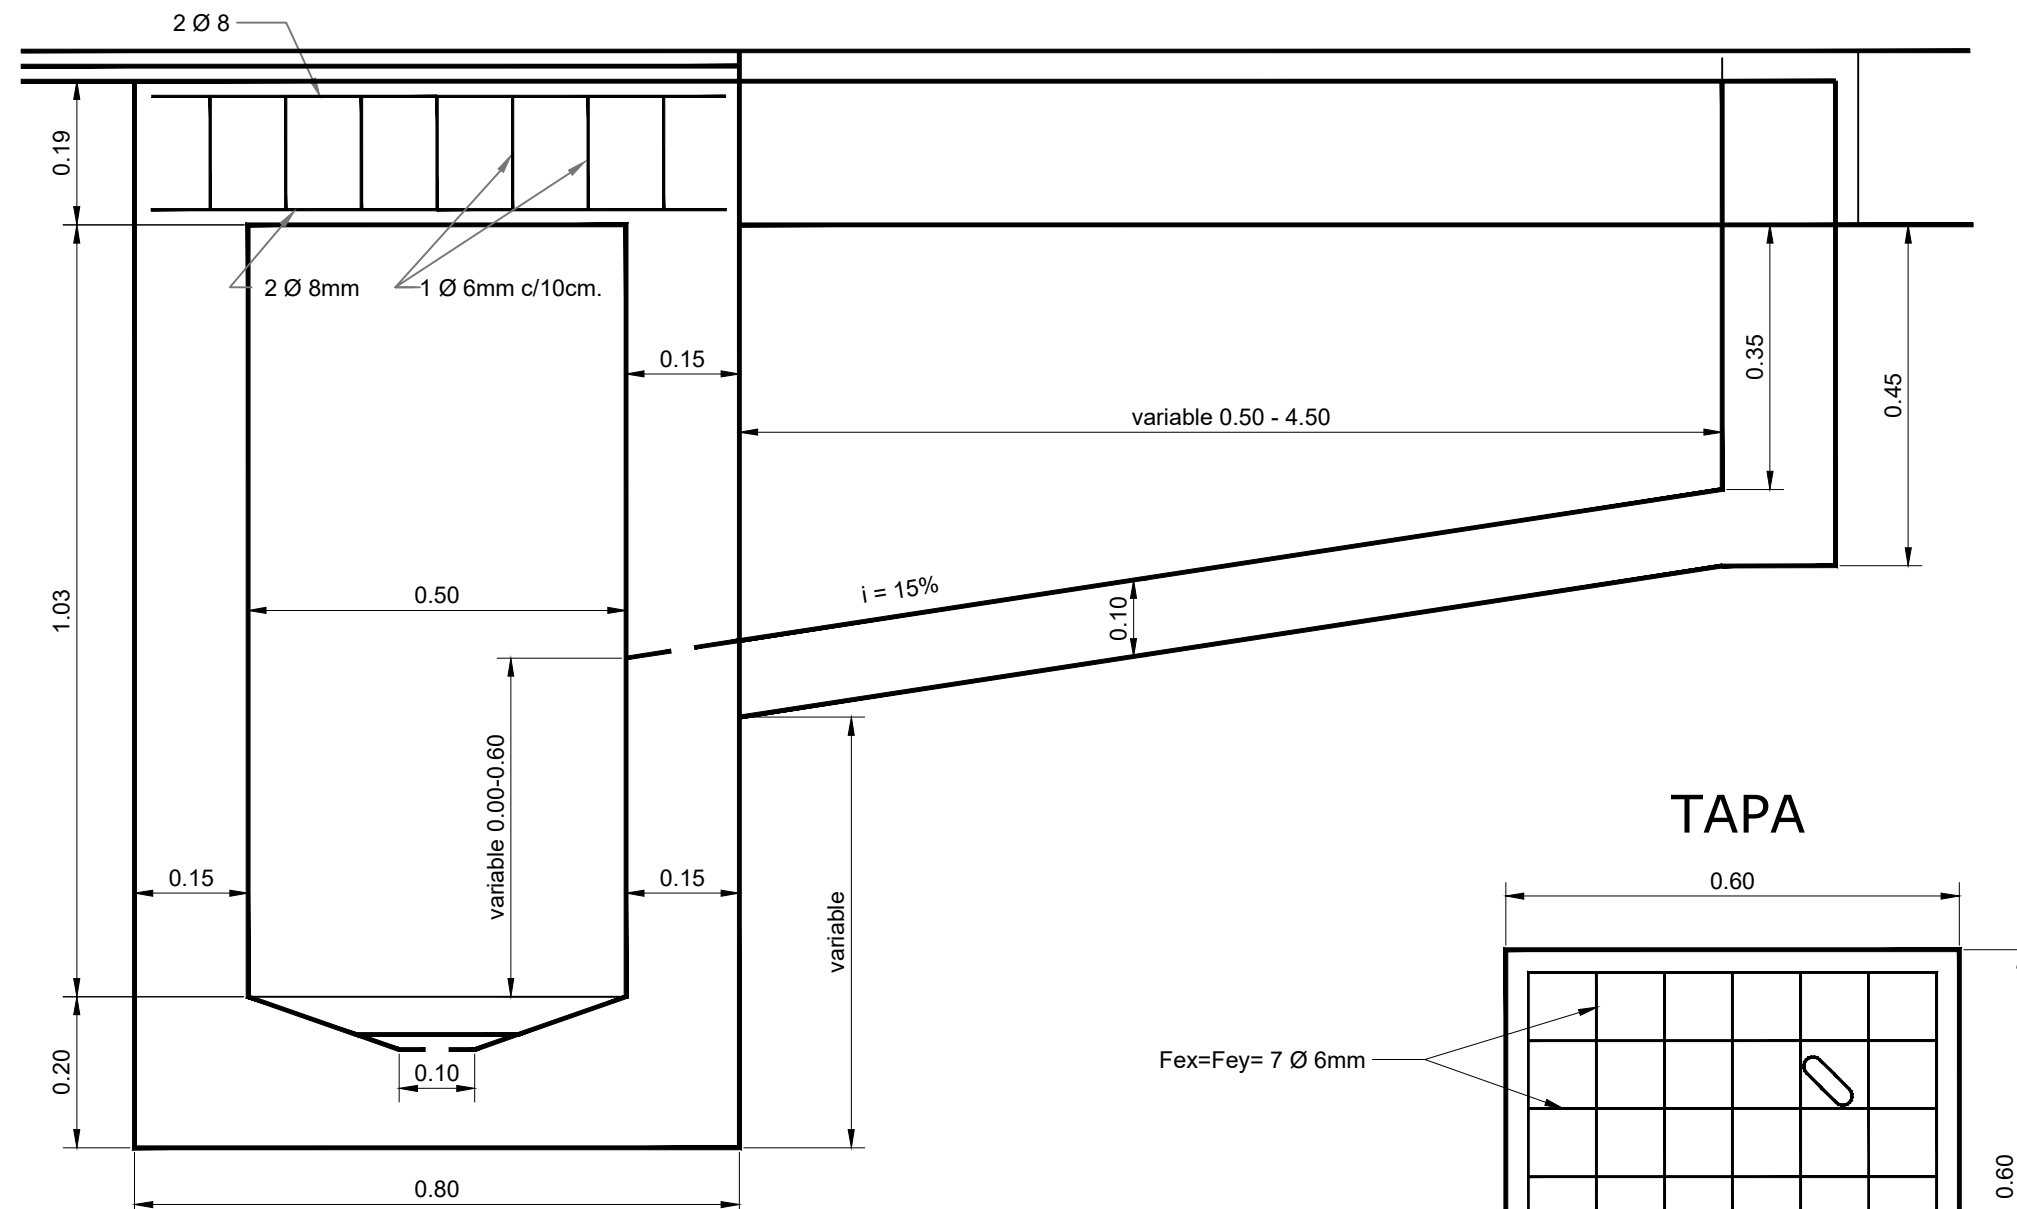 2 Ø 8
0.19
2 Ø 8mm
1 Ø 6mm c/10cm.
0.15
0.35
0.45
variable 0.50 - 4.50
1.03
0.50
i = 15%
0.10
variable 0.00-0.60
TAPA
0.15
0.15
0.60
variable
0.20
0.10
Fex=Fey= 7 Ø 6mm
0.60
0.80